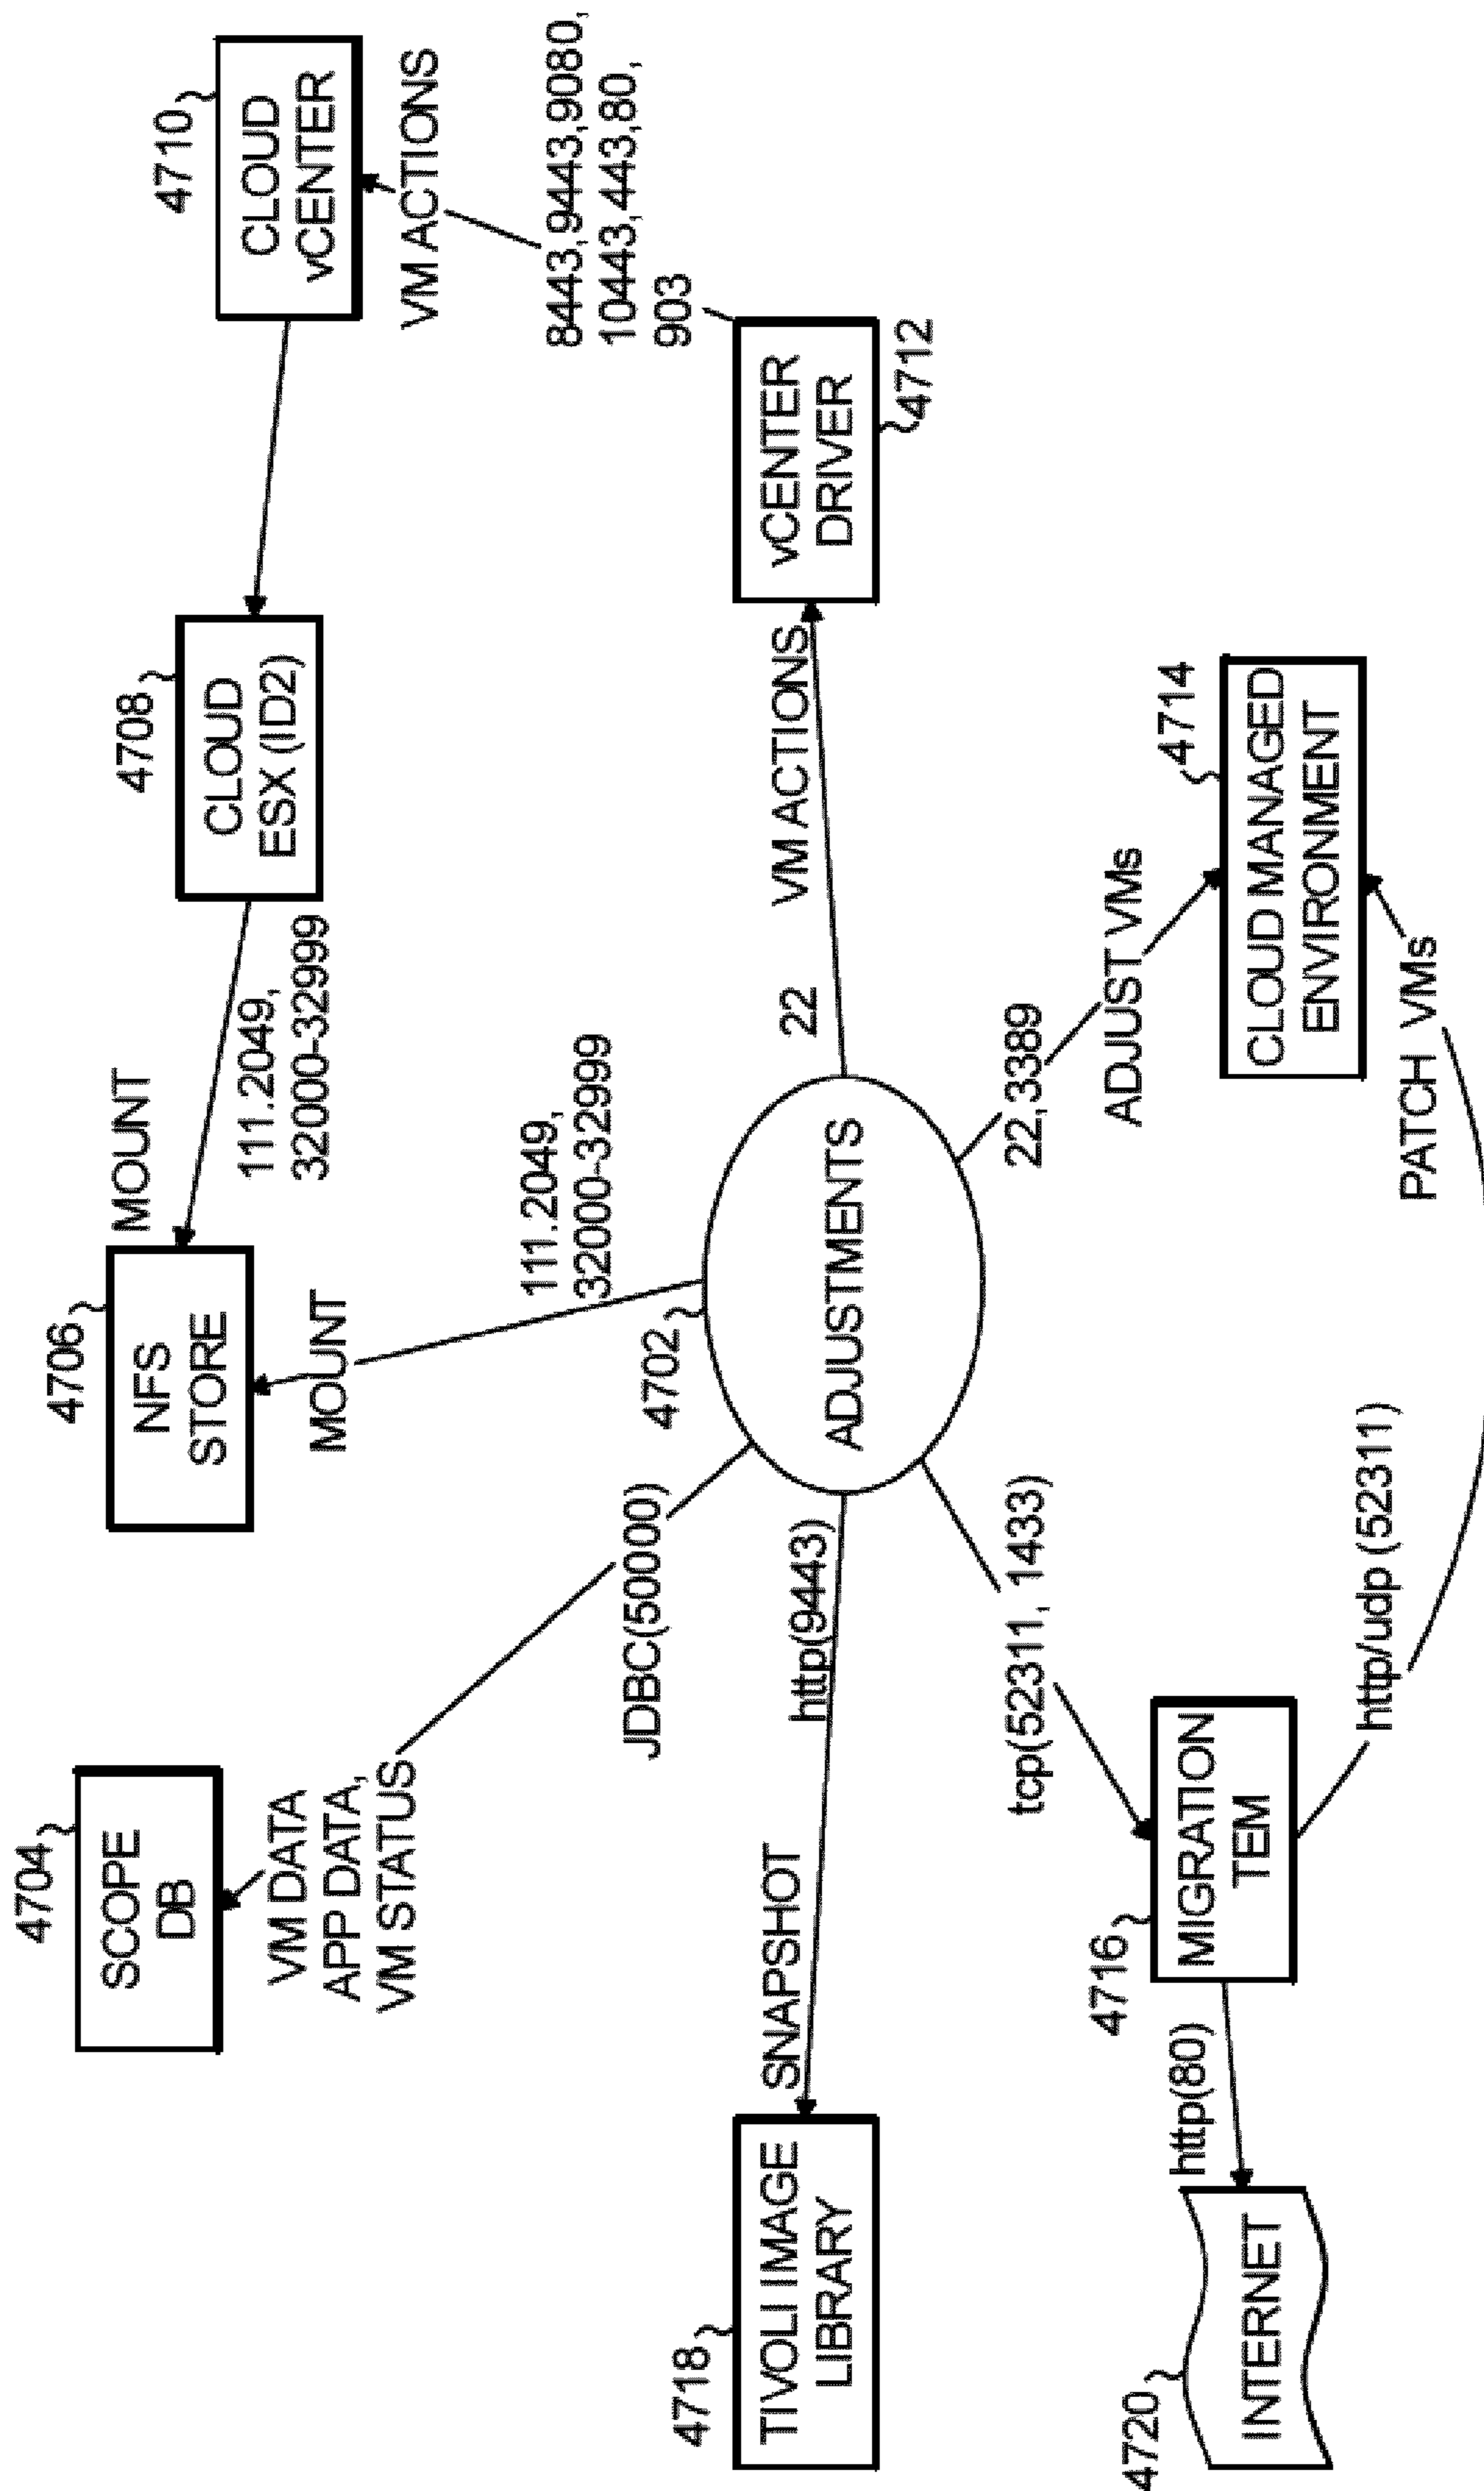 4704
SCOPE
DB
VM DATA
APP DATA,
VM STATUS
JDBC(50000)
4706
NFS
STORE
MOUNT
111.2049,
32000-32999
MOUNT
111.2049,
32000-32999
4708
CLOUD
ESX (ID2)
4710
CLOUD
vCENTER
VM ACTIONS
8443,9443,9080,
10443,443,80,
903
4718
TIVOLI IMAGE
LIBRARY
SNAPSHOT
http(9443)
4702
ADJUSTMENTS
22
VM ACTIONS
vCENTER
DRIVER
4712
4720
INTERNET
http(80)
4716
MIGRATION
TEM
tcp(52311, 1433)
http/udp (52311)
22,3389
ADJUST VMs
4714
CLOUD MANAGED
ENVIRONMENT
PATCH VMs